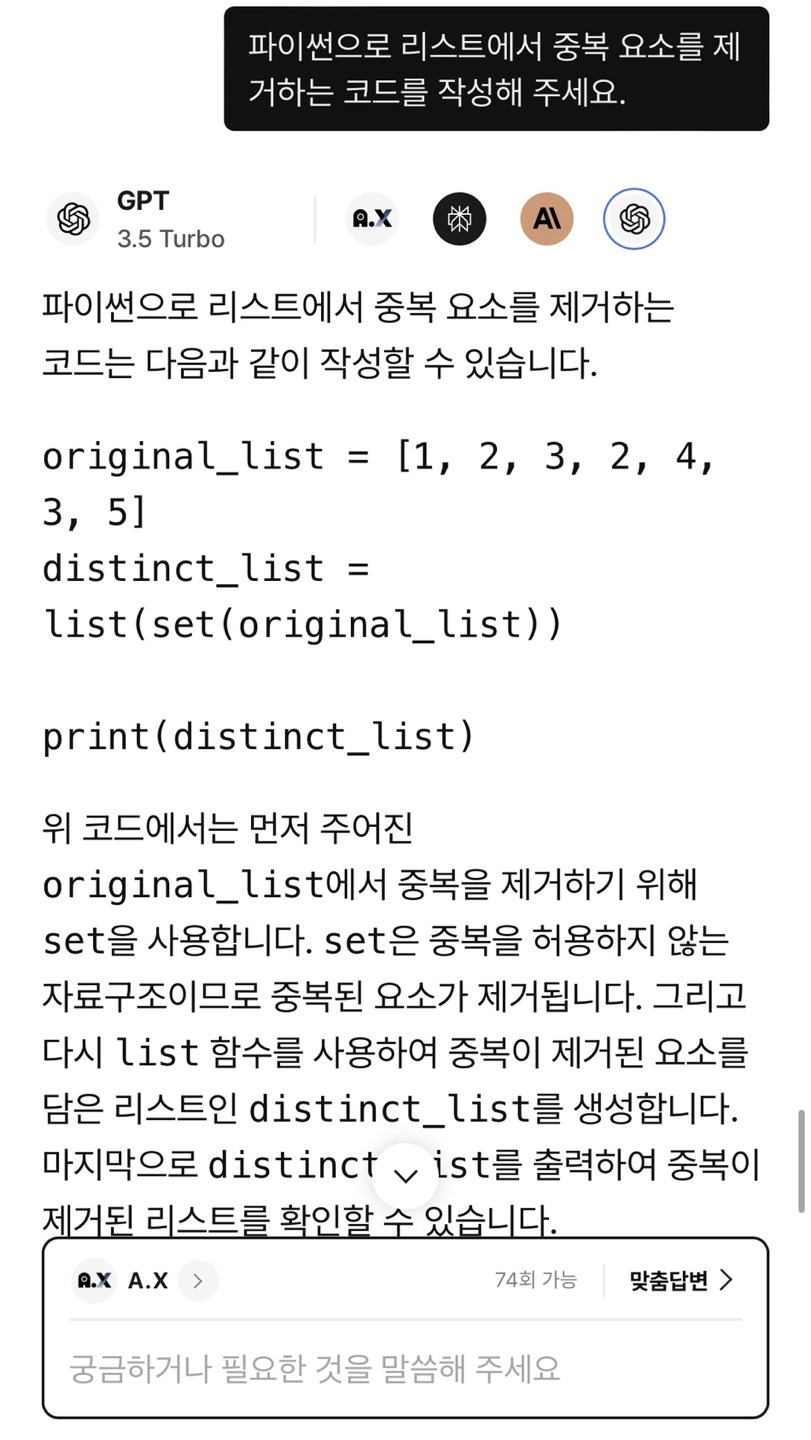 파이썬으로 리스트에서 중복 요소를 제
거하는 코드를 작성해 주세요.
GPT
3.5 Turbo
a.X
A\
파이썬으로 리스트에서 중복 요소를 제거하는
코드는 다음과 같이 작성할 수 있습니다.
original_list = [1, 2, 3, 2, 4,
3, 5]
distinct_list =
list(set(original_list))
print(distinct_list)
위 코드에서는 먼저 주어진
original_list에서 중복을 제거하기 위해
set을 사용합니다. set은 중복을 허용하지 않는
자료구조이므로 중복된 요소가 제거됩니다. 그리고
다시 list 함수를 사용하여 중복이 제거된 요소를
담은 리스트인 distinct_list를 생성합니다.
마지막으로 distinct ist를 출력하여 중복이
제거된 리스트를 확인할 수 있습니다.
a.X A.X
74회 가능
맞춤답변
궁금하거나 필요한 것을 말씀해 주세요